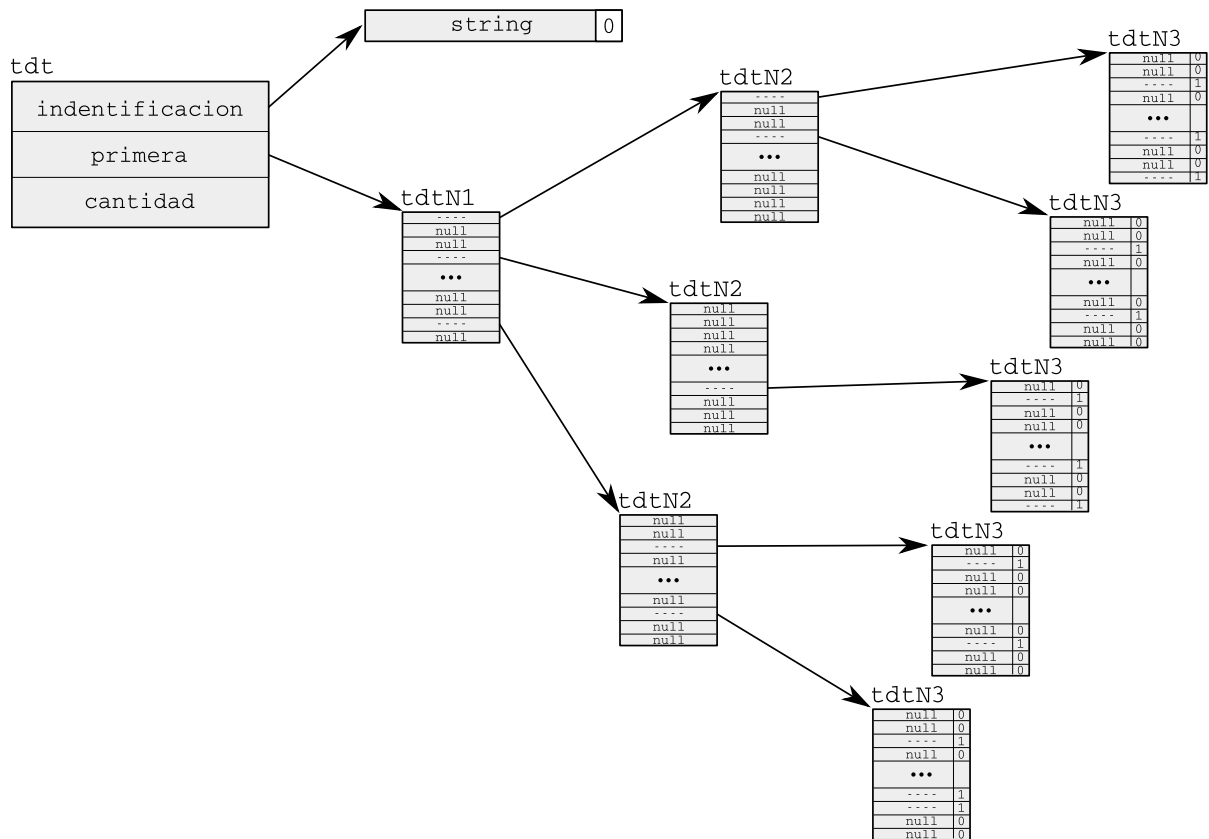 string 0
tdt
indentificacion
primera
cantidad
tdtN1
----
null
null
----
•••
null
null
----
null
tdtN2
----
null
null
----
•••
null
null
null
null
tdtN3
null 0
null 0
---- 1
null 0
•••
---- 1
null 0
null 0
---- 1
tdtN3
null 0
null 0
---- 1
null 0
•••
null 0
---- 1
null 0
null 0
tdtN2
null
null
null
null
•••
----
null
null
null
tdtN3
null 0
---- 1
null 0
null 0
•••
---- 1
null 0
null 0
---- 1
tdtN2
null
null
----
null
•••
null
----
null
null
tdtN3
null 0
---- 1
null 0
null 0
•••
null 0
---- 1
null 0
null 0
tdtN3
null 0
null 0
---- 1
null 0
•••
---- 1
---- 1
null 0
null 0